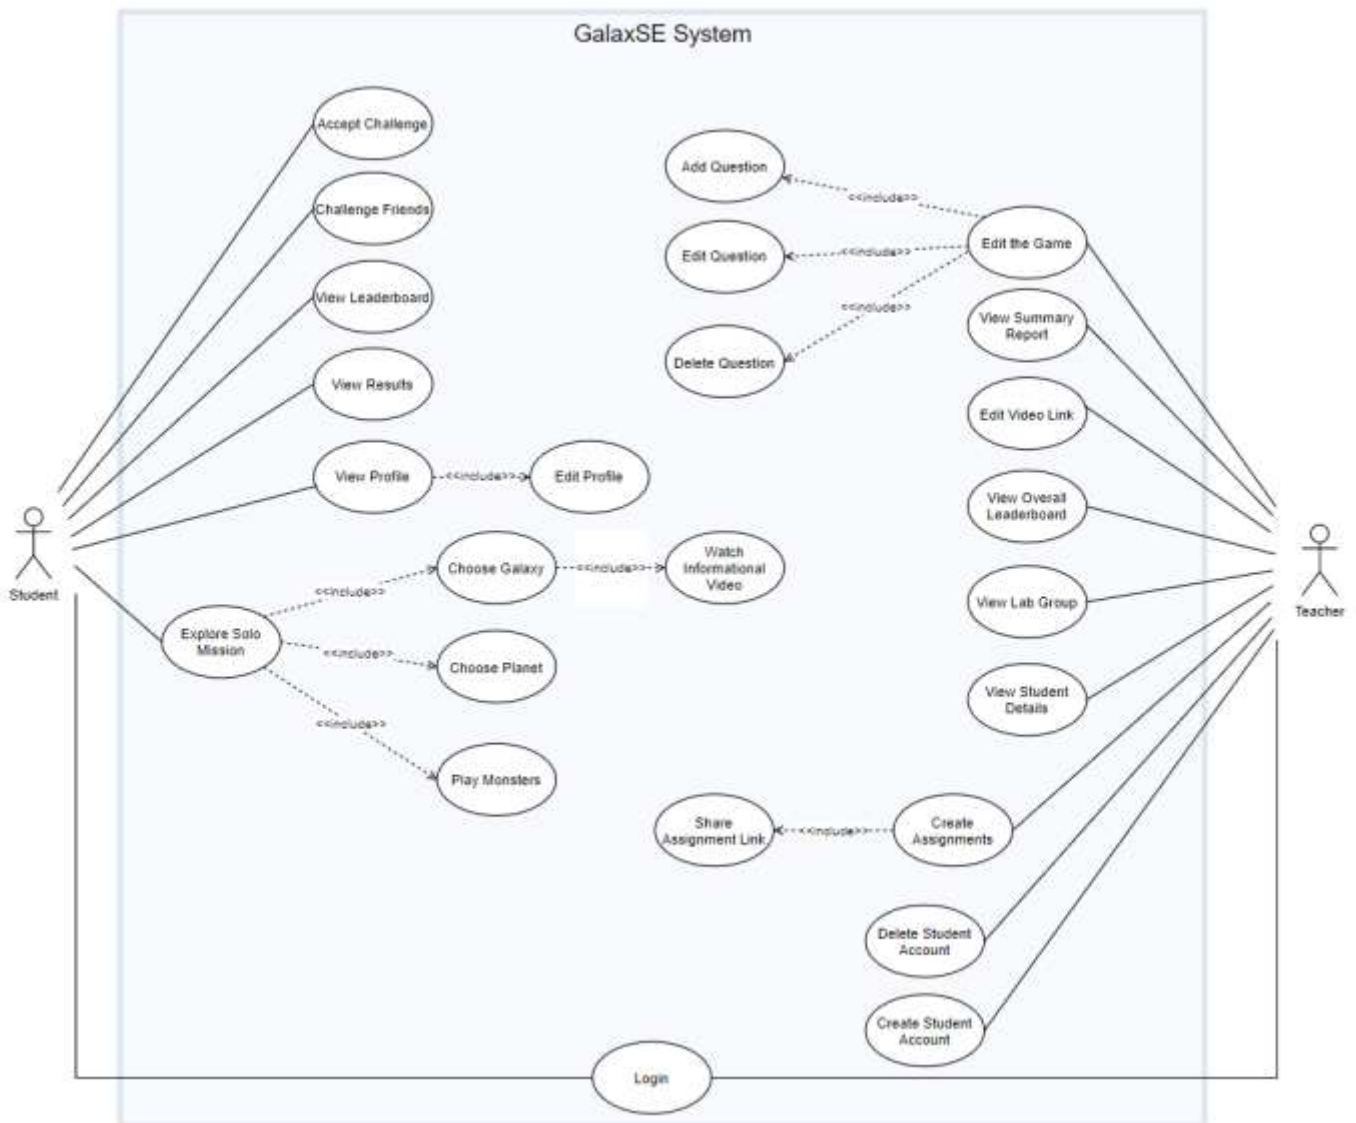 GalaxSE System
Accept Challenge
Add Question
<<include>>
Challenge Friends
Edit the Game
Edit Question
<<include>>
View Leaderboard
<<include>>
View Summary
Report
Delete Question
View Results
Edit Video Link
View Profile
<<include>>
Edit Profile
View Overall
Leaderboard
Choose Galaxy
<<include>>
Watch
Informational
Video
<<include>>
Student
View Lab Group
Teacher
Explore Solo
Mission
<<include>>
Choose Planet
View Student
Details
<<include>>
Play Monsters
Share
Assignment Link
<<include>>
Create
Assignments
Delete Student
Account
Create Student
Account
Login